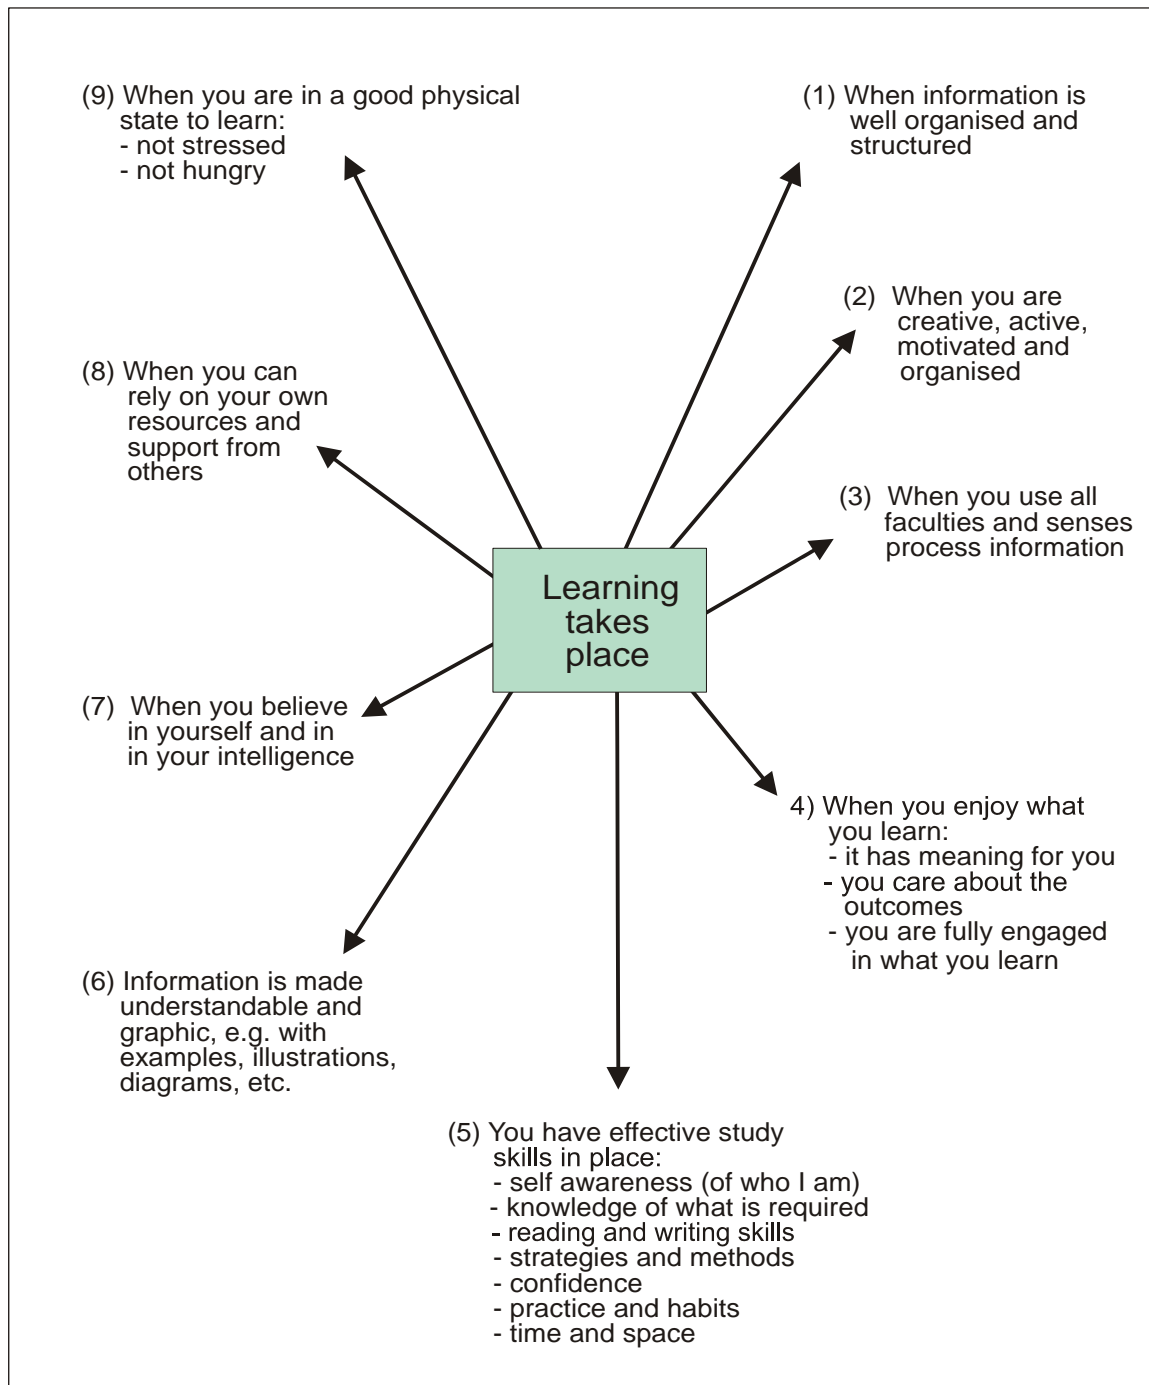 Learning
takes
place
(1) When information is
well organised and
structured
(2) When you are
creative, active,
motivated and
organised
(3) When you use all
faculties and senses
process information
4) When you enjoy what
you learn:
- it has meaning for you
- you care about the
outcomes
- you are fully engaged
in what you learn
(5) You have effective study
skills in place:
- self awareness (of who I am)
- knowledge of what is required
- reading and writing skills
- strategies and methods
- confidence
- practice and habits
- time and space
(6) Information is made
understandable and
graphic, e.g. with
examples, illustrations,
diagrams, etc.
(7) When you believe
in yourself and in
in your intelligence
(8) When you can
rely on your own
resources and
support from
others
(9) When you are in a good physical
state to learn:
- not stressed
- not hungry